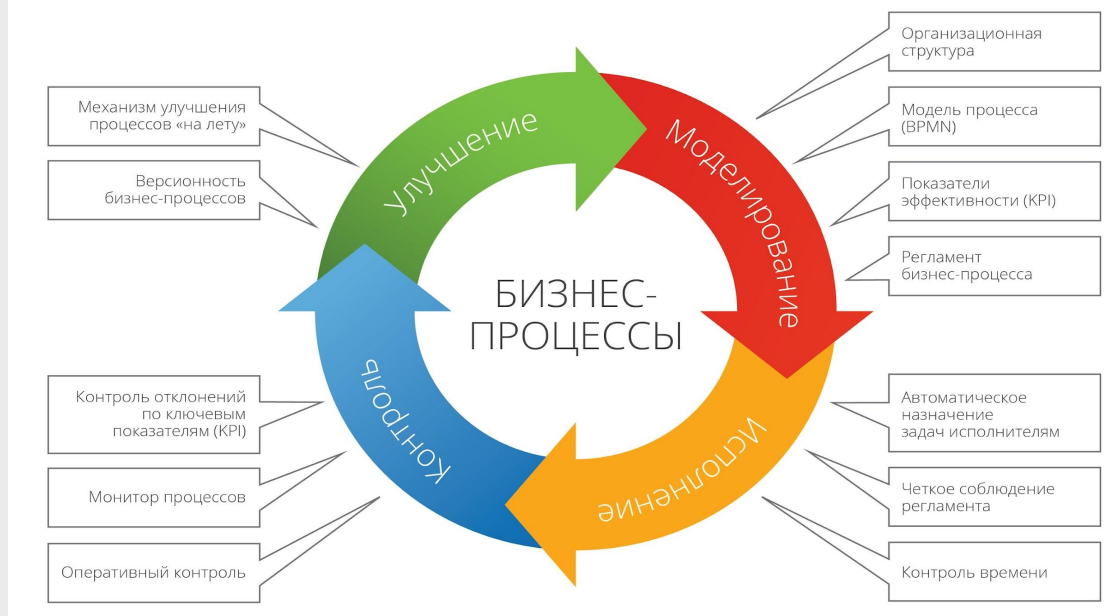 Организационная
структура
Модель процесса
(BPMN)
Показатели
эффективности (KPI)
Регламент
бизнес-процесса
Механизм улучшения
процессов «на лету»
Версионность
бизнес-процессов
Улучшение
Моделирование
БИЗНЕС-
ПРОЦЕССЫ
Контроль
Исполнение
Контроль отклонений
по ключевым
показателям (KPI)
Монитор процессов
Оперативный контроль
Автоматическое
назначение
задач исполнителям
Четкое соблюдение
регламента
Контроль времени